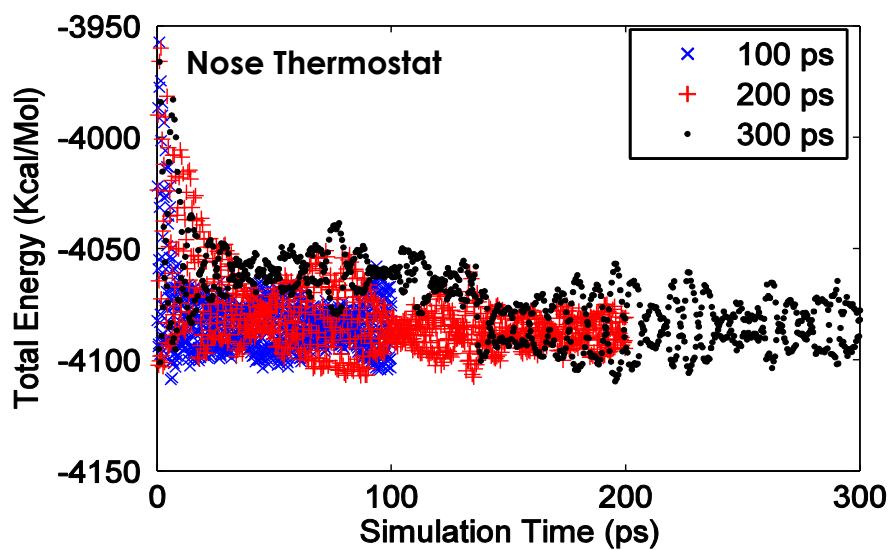 -3950
Nose Thermostat
100 ps
200 ps
300 ps
-4000
-4050
-4100
-4150
Total Energy (Kcal/Mol)
0
100
200
300
Simulation Time (ps)